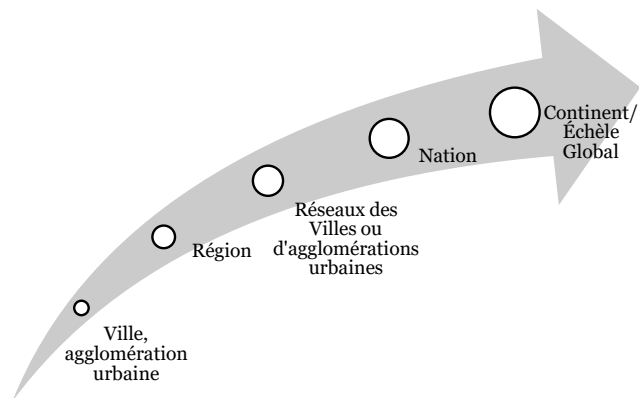 Continent/
Échèle
Global
Nation
Réseaux des
Villes ou
d'agglomérations
urbaines
Région
Ville,
agglomération
urbaine